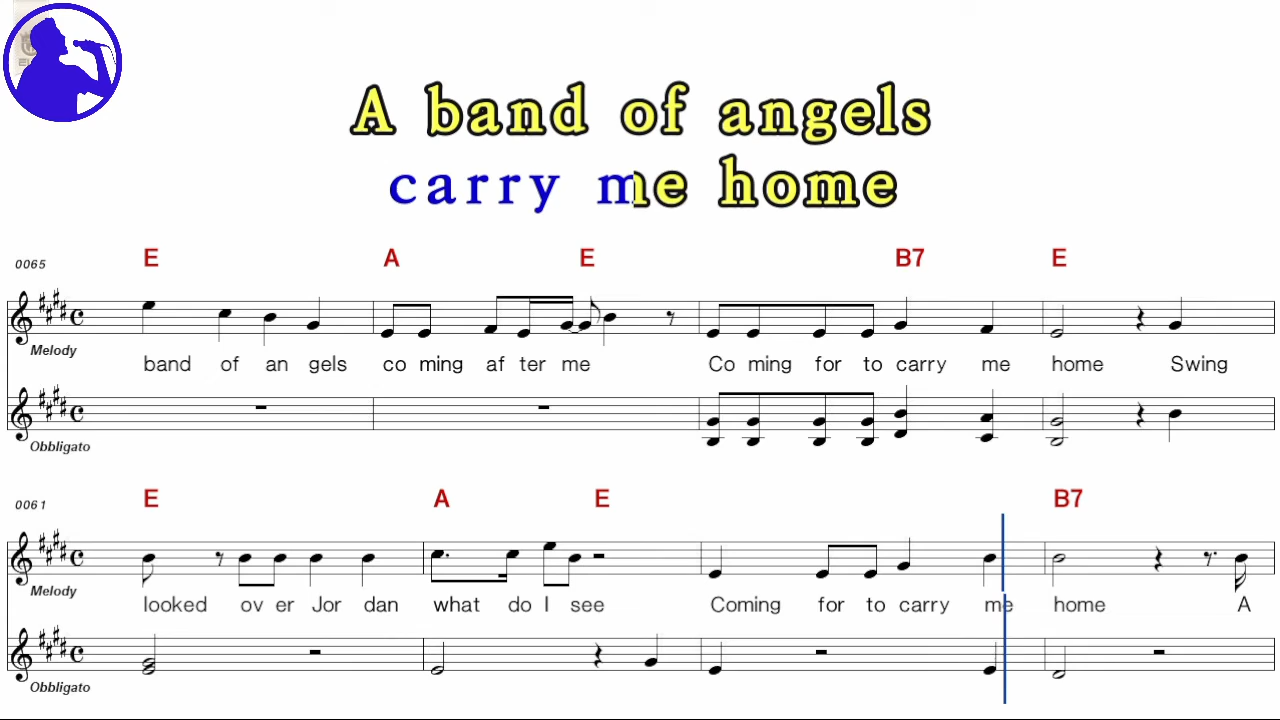 A band of angels
carry me home
0065 E A E B7 E
Melody
band of an gels co ming af ter me Co ming for to carry me home Swing
Obbligato
0061 E A E B7
Melody
looked ov er Jor dan what do I see Coming for to carry me home A
Obbligato